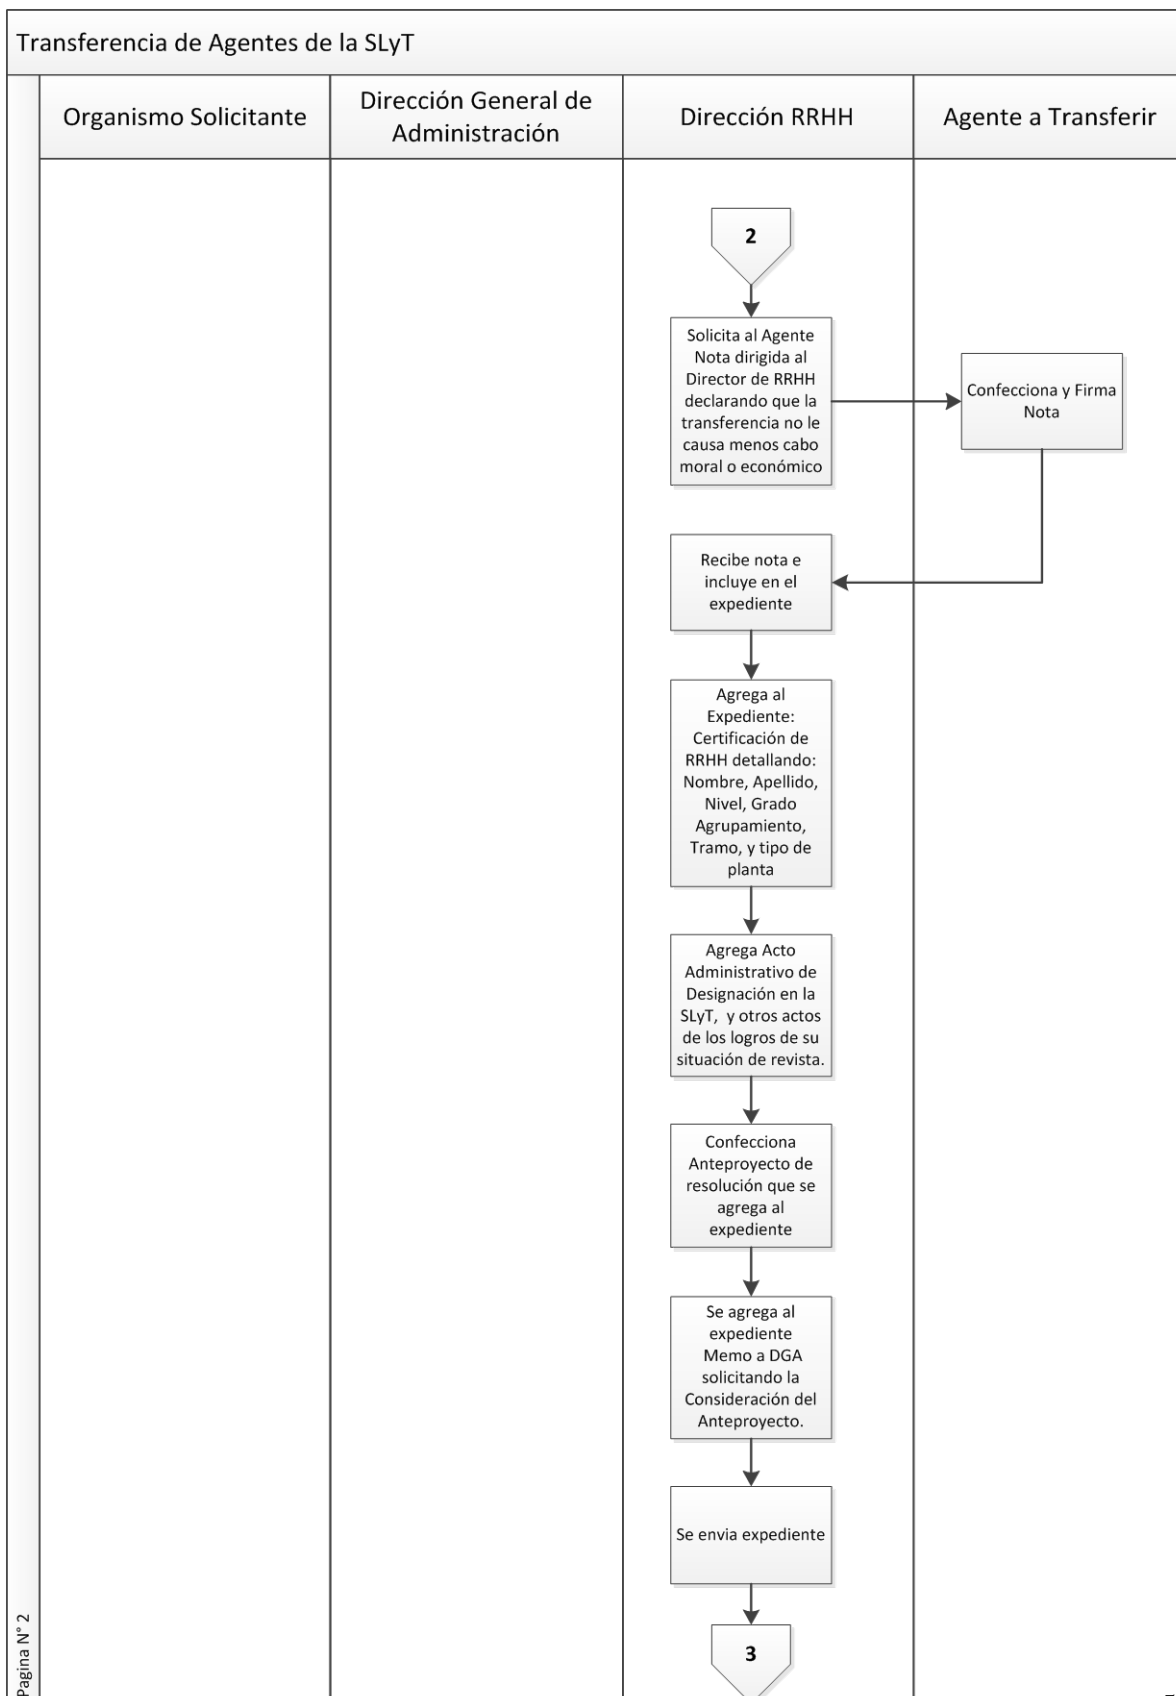 Transferencia de Agentes de la SLyT
Organismo Solicitante
Dirección General de
Administración
Dirección RRHH
Agente a Transferir
2
Solicita al Agente
Nota dirigida al
Director de RRHH
declarando que la
transferencia no le
causa menos cabo
moral o económico
Confecciona y Firma
Nota
Recibe nota e
incluye en el
expediente
Agrega al
Expediente:
Certificación de
RRHH detallando:
Nombre, Apellido,
Nivel, Grado
Agrupamiento,
Tramo, y tipo de
planta
Agrega Acto
Administrativo de
Designación en la
SLyT, y otros actos
de los logros de su
situación de revista.
Confecciona
Anteproyecto de
resolución que se
agrega al
expediente
Se agrega al
expediente
Memo a DGA
solicitando la
Consideración del
Anteproyecto.
Se envia expediente
3
Pagina N° 2